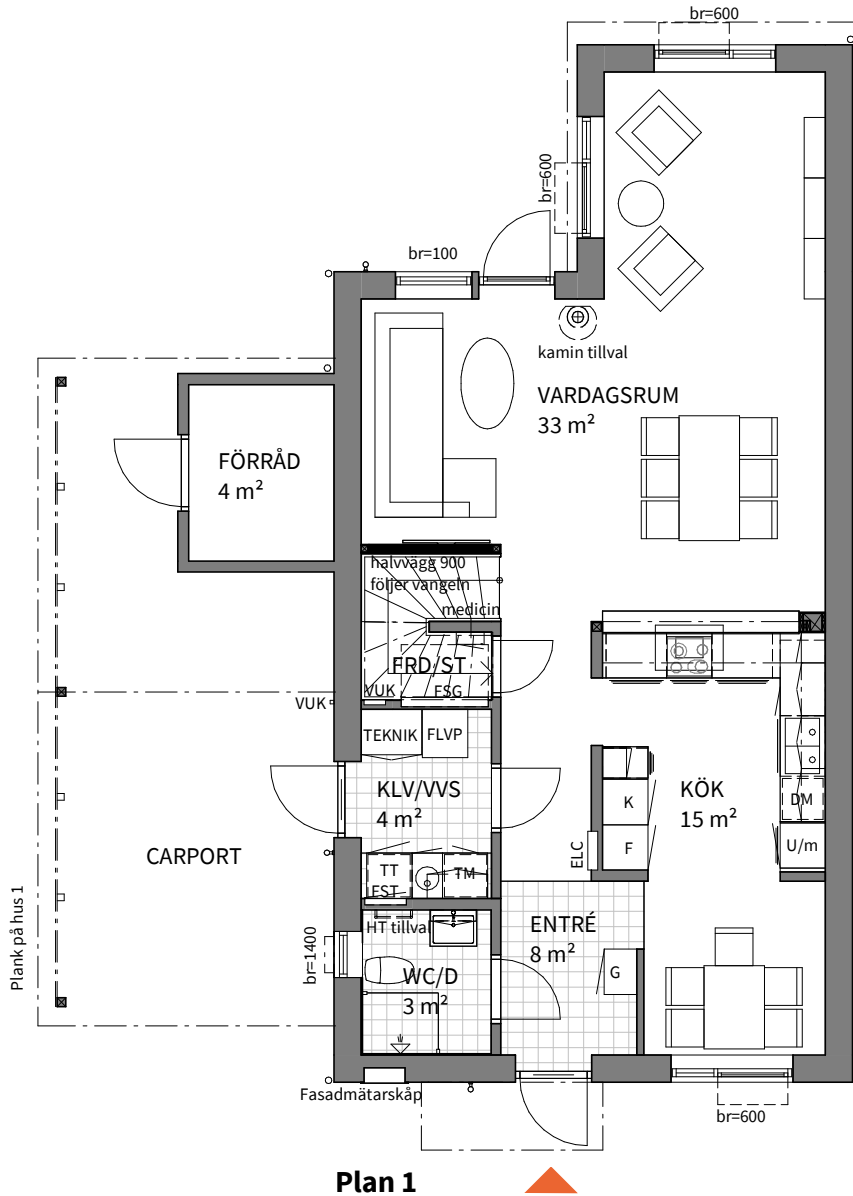 br=600
br=600
br=100
kamin tillval
VARDAGSRUM
33 m²
FÖRRÅD
4 m²
halvvägg 900
följer vangeln
medicin
FRD/ST
VUK
FSG
VUK
TEKNIK
FLVP
KLV/VVS
4 m²
K
KÖK
15 m²
DM
F
U/m
CARPORT
ELC
TT
TM
FST
HT tillval
ENTRÉ
8 m²
G
WC/D
3 m²
br=1400
Plank på hus 1
Fasadmätarskåp
br=600
Plan 1